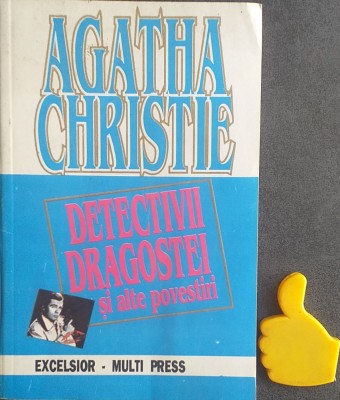 AGATHA
CHRISTIE
DETECTIVII
DRAGOSTEI
și alte povestiri
EXCELSIOR - MULTI PRESS